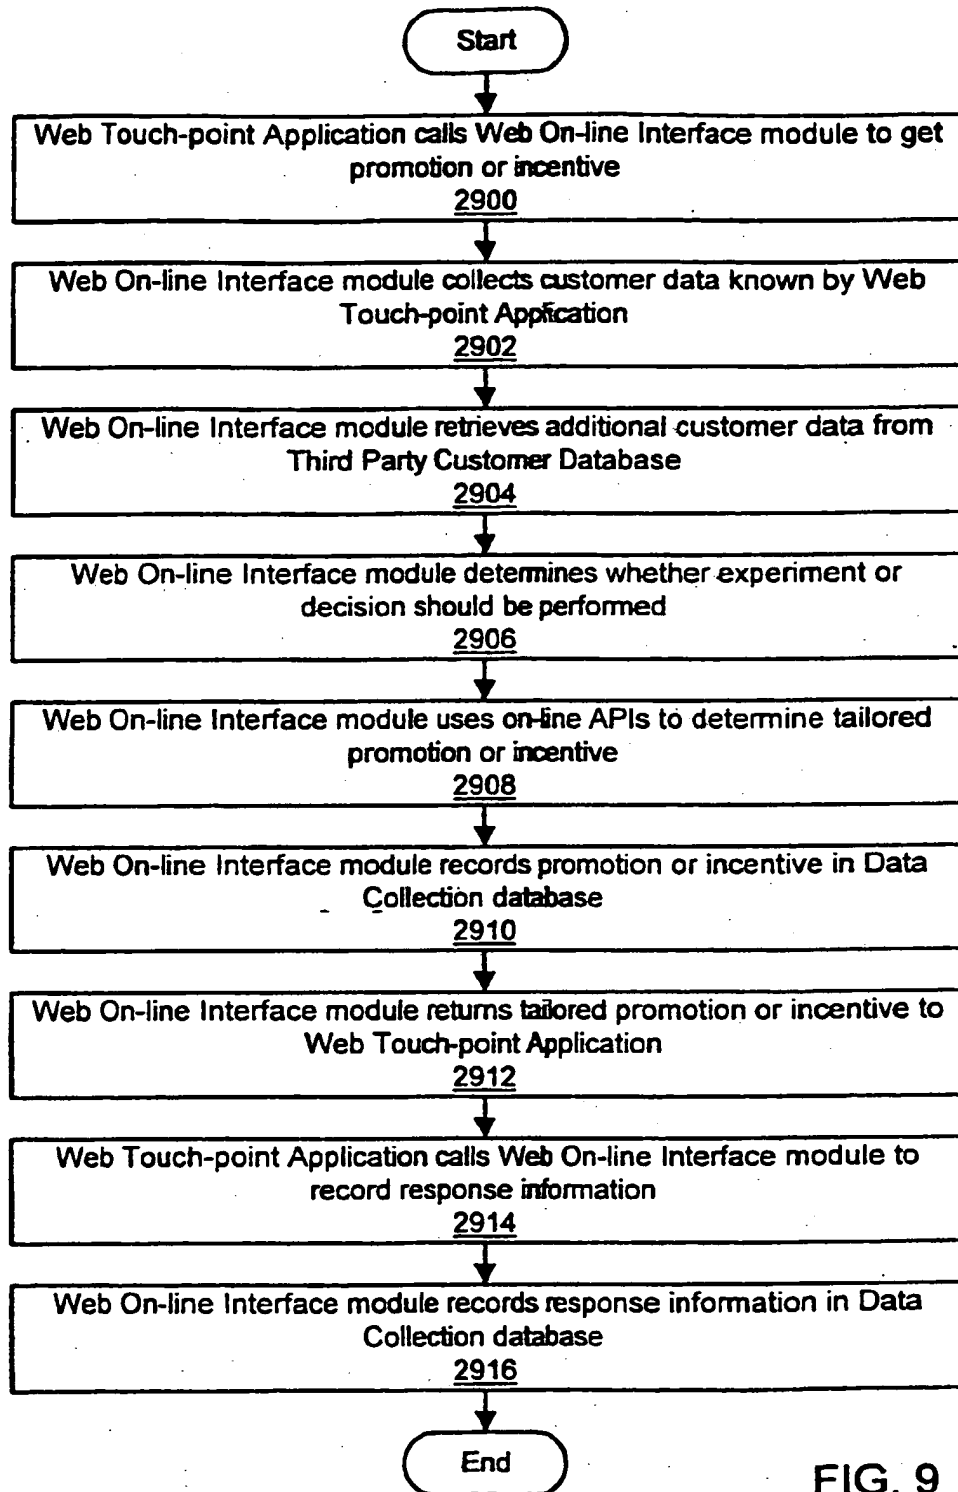 Start
Web Touch-point Application calls Web On-line Interface module to get
promotion or incentive
2900
Web On-line Interface module collects customer data known by Web
Touch-point Application
2902
Web On-line Interface module retrieves additional customer data from
Third Party Customer Database
2904
Web On-line Interface module determines whether experiment or
decision should be performed
2906
Web On-line Interface module uses on-line APIs to determine tailored
promotion or incentive
2908
Web On-line Interface module records promotion or incentive in Data
Collection database
2910
Web On-line Interface module returns tailored promotion or incentive to
Web Touch-point Application
2912
Web Touch-point Application calls Web On-line Interface module to
record response information
2914
Web On-line Interface module records response information in Data
Collection database
2916
End
FIG. 9